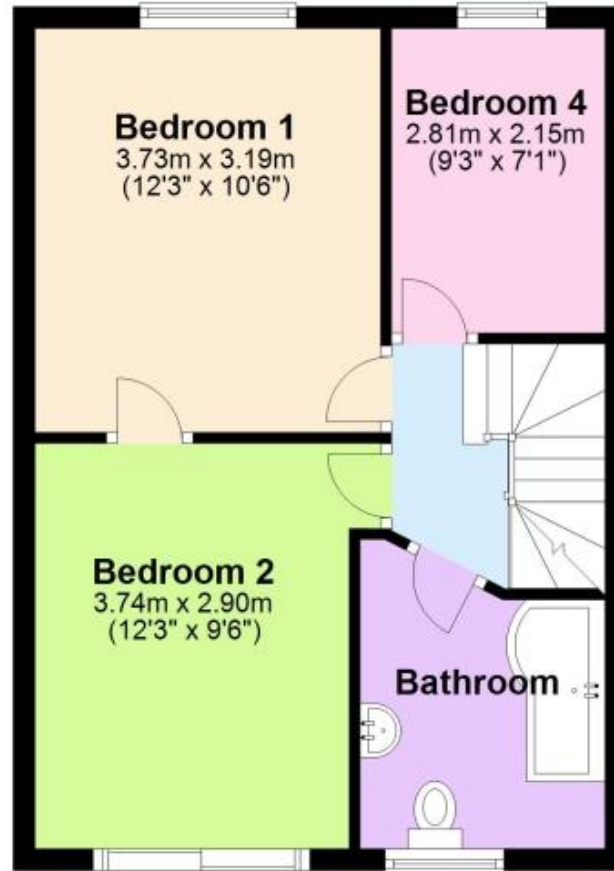 Bedroom 1
3.73m x 3.19m
(12'3" x 10'6")
Bedroom 4
2.81m x 2.15m
(9'3" x 7'1")
Bedroom 2
3.74m x 2.90m
(12'3" x 9'6")
Bathroom